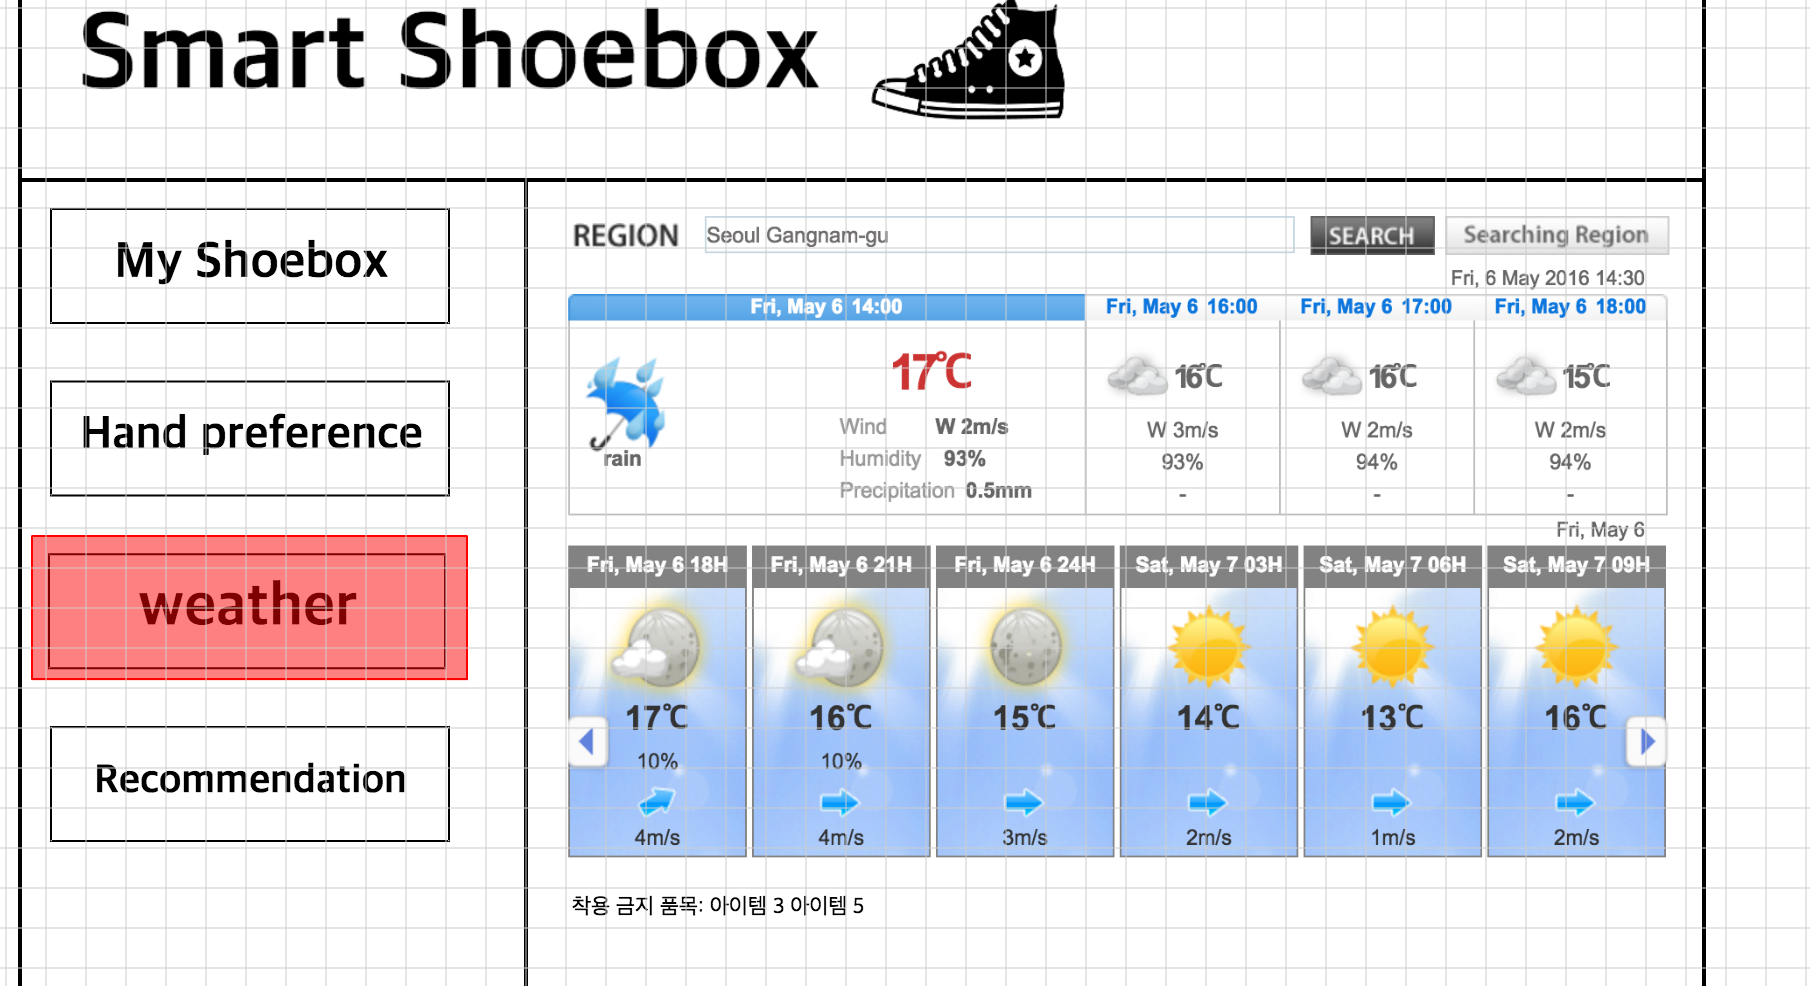 Smart Shoebox
My Shoebox
Hand preference
weather
Recommendation
REGION Seoul Gangnam-gu SEARCH Searching Region
Fri, 6 May 2016 14:30
Fri, May 6 14:00 Fri, May 6 16:00 Fri, May 6 17:00 Fri, May 6 18:00
17℃ 16℃ 16℃ 15℃
Wind W 2m/s W 3m/s W 2m/s W 2m/s
rain Humidity 93% 93% 94% 94%
Precipitation 0.5mm - - -
Fri, May 6
Fri, May 6 18H Fri, May 6 21H Fri, May 6 24H Sat, May 7 03H Sat, May 7 06H Sat, May 7 09H
17℃ 16℃ 15℃ 14℃ 13℃ 16℃
10% 10%
4m/s 4m/s 3m/s 2m/s 1m/s 2m/s
착용 금지 품목: 아이템 3 아이템 5